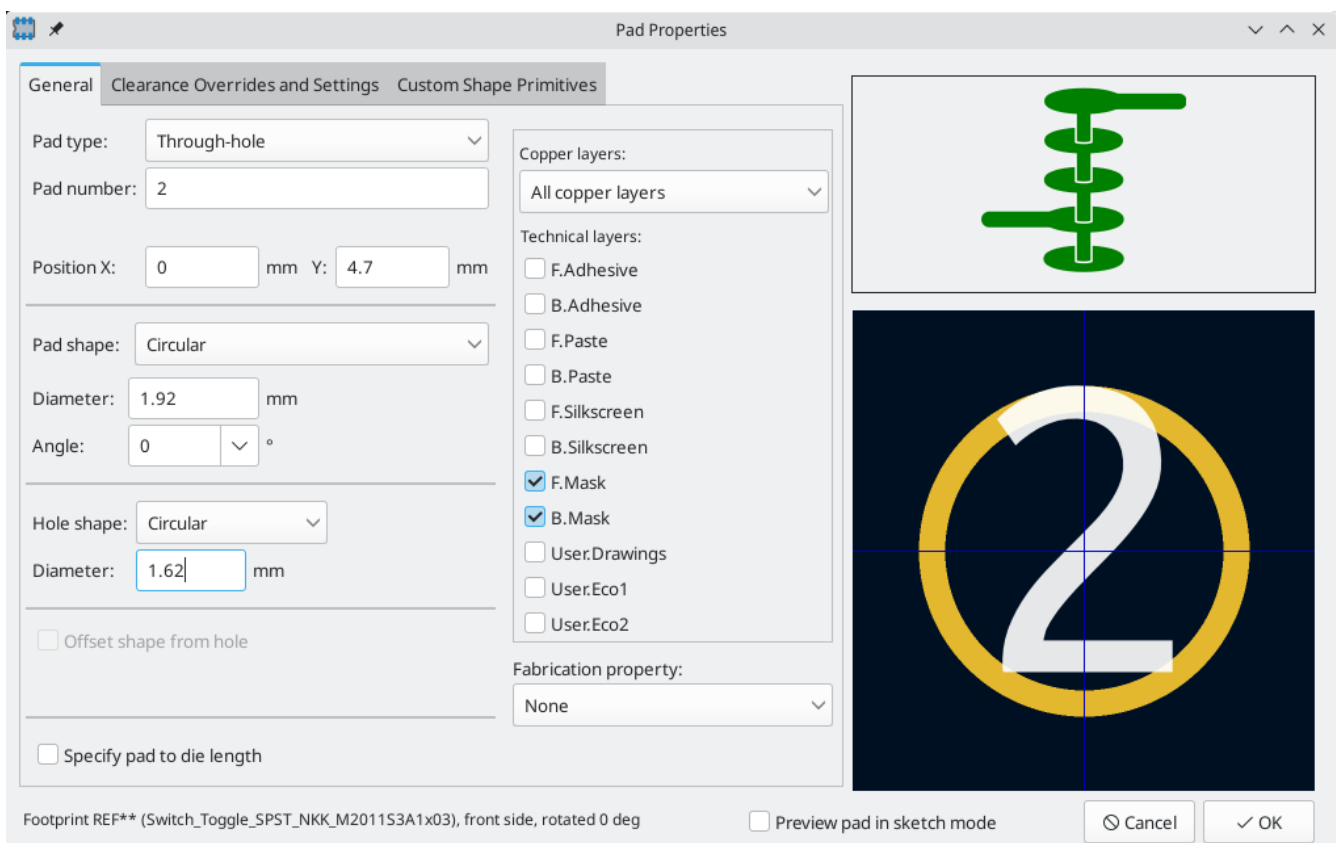 Pad Properties
General Clearance Overrides and Settings Custom Shape Primitives
Pad type: Through-hole
Pad number: 2
Position X: 0 mm Y: 4.7 mm
Pad shape: Circular
Diameter: 1.92 mm
Angle: 0 °
Hole shape: Circular
Diameter: 1.62 mm
Offset shape from hole
Specify pad to die length
Copper layers:
All copper layers
Technical layers:
F.Adhesive
B.Adhesive
F.Paste
B.Paste
F.Silkscreen
B.Silkscreen
F.Mask
B.Mask
User.Drawings
User.Eco1
User.Eco2
Fabrication property:
None
2
Footprint REF** (Switch_Toggle_SPST_NKK_M2011S3A1x03), front side, rotated 0 deg
Preview pad in sketch mode
Cancel
OK